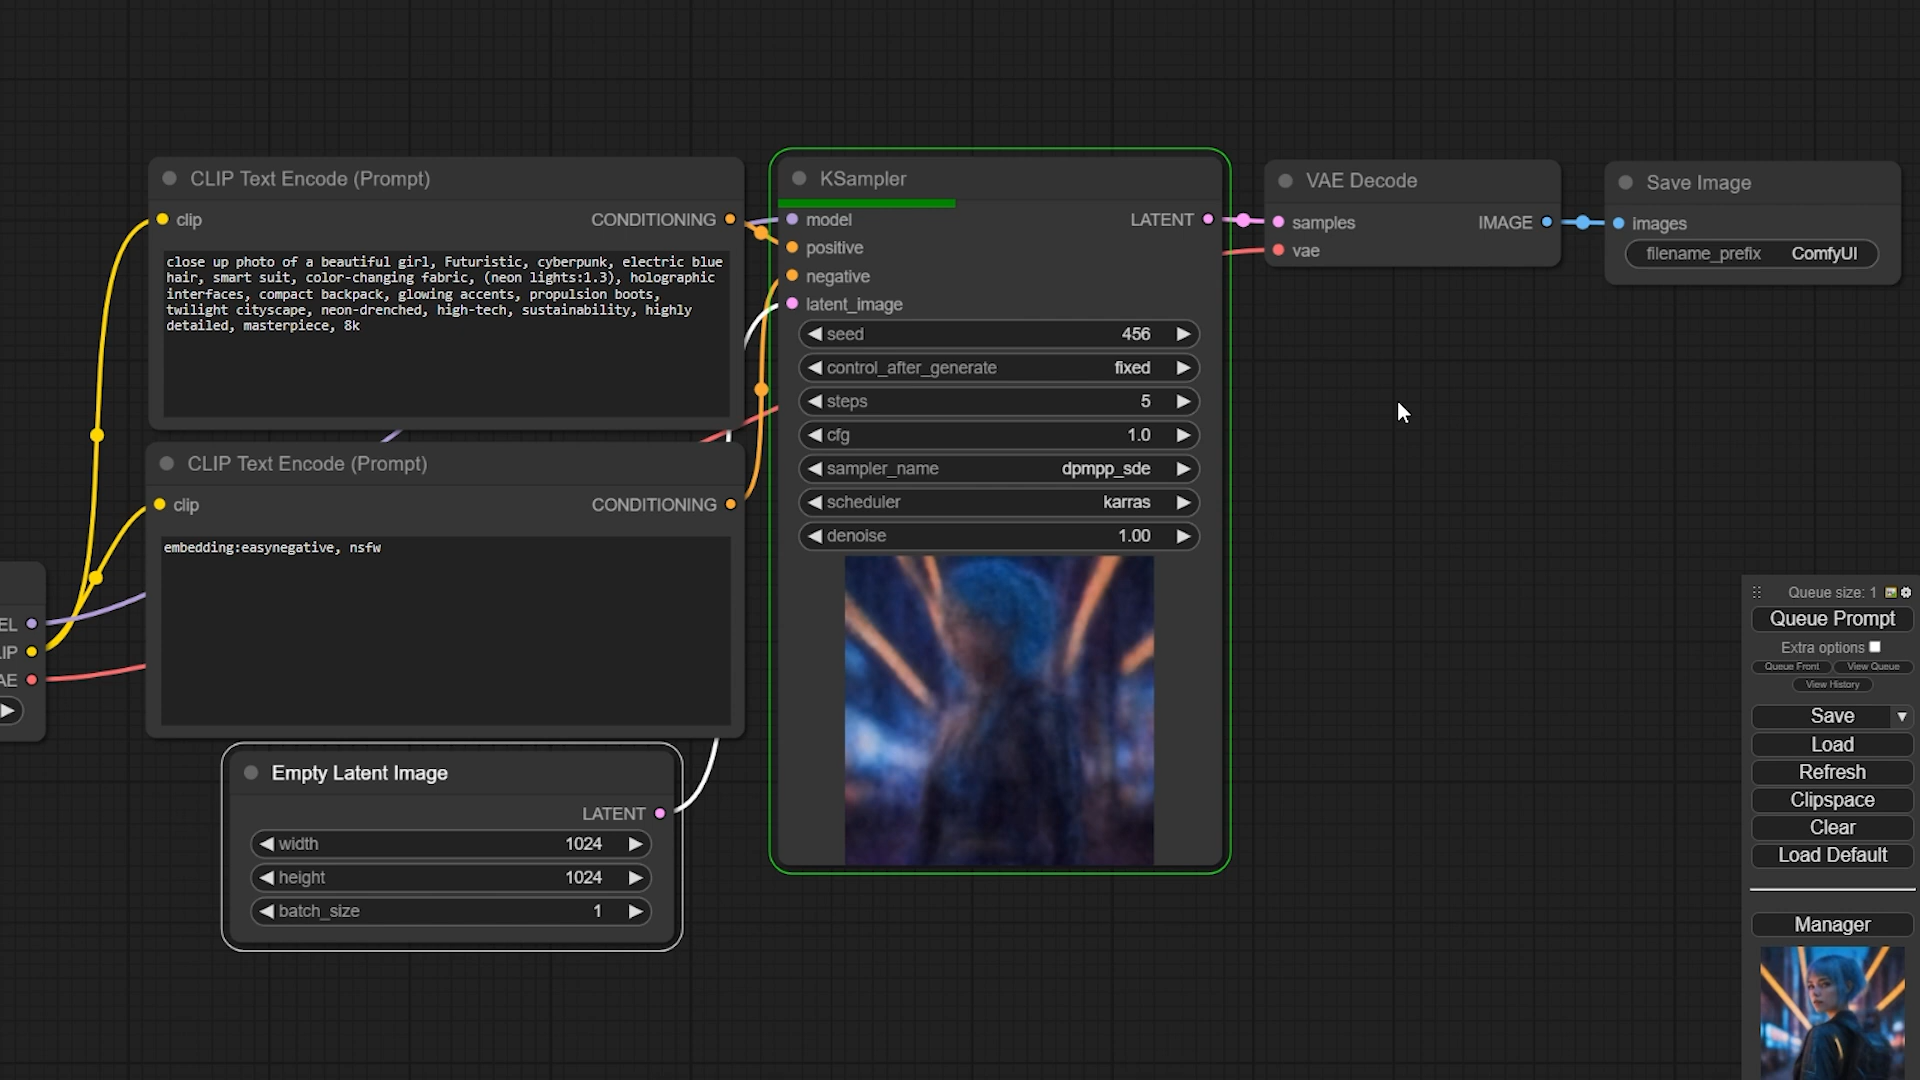 CLIP Text Encode (Prompt)
clip
CONDITIONING
close up photo of a beautiful girl, Futuristic, cyberpunk, electric blue
hair, smart suit, color-changing fabric, (neon lights:1.3), holographic
interfaces, compact backpack, glowing accents, propulsion boots,
twilight cityscape, neon-drenched, high-tech, sustainability, highly
detailed, masterpiece, 8k
CLIP Text Encode (Prompt)
clip
CONDITIONING
embedding:easynegative, nsfw
EL
IP
AE
Empty Latent Image
LATENT
width 1024
height 1024
batch_size 1
KSampler
model
LATENT
positive
negative
latent_image
seed 456
control_after_generate fixed
steps 5
cfg 1.0
sampler_name dpmpp_sde
scheduler karras
denoise 1.00
VAE Decode
samples
IMAGE
vae
Save Image
images
filename_prefix ComfyUI
Queue size: 1
Queue Prompt
Extra options
Queue Front View Queue
View History
Save
Load
Refresh
Clipspace
Clear
Load Default
Manager